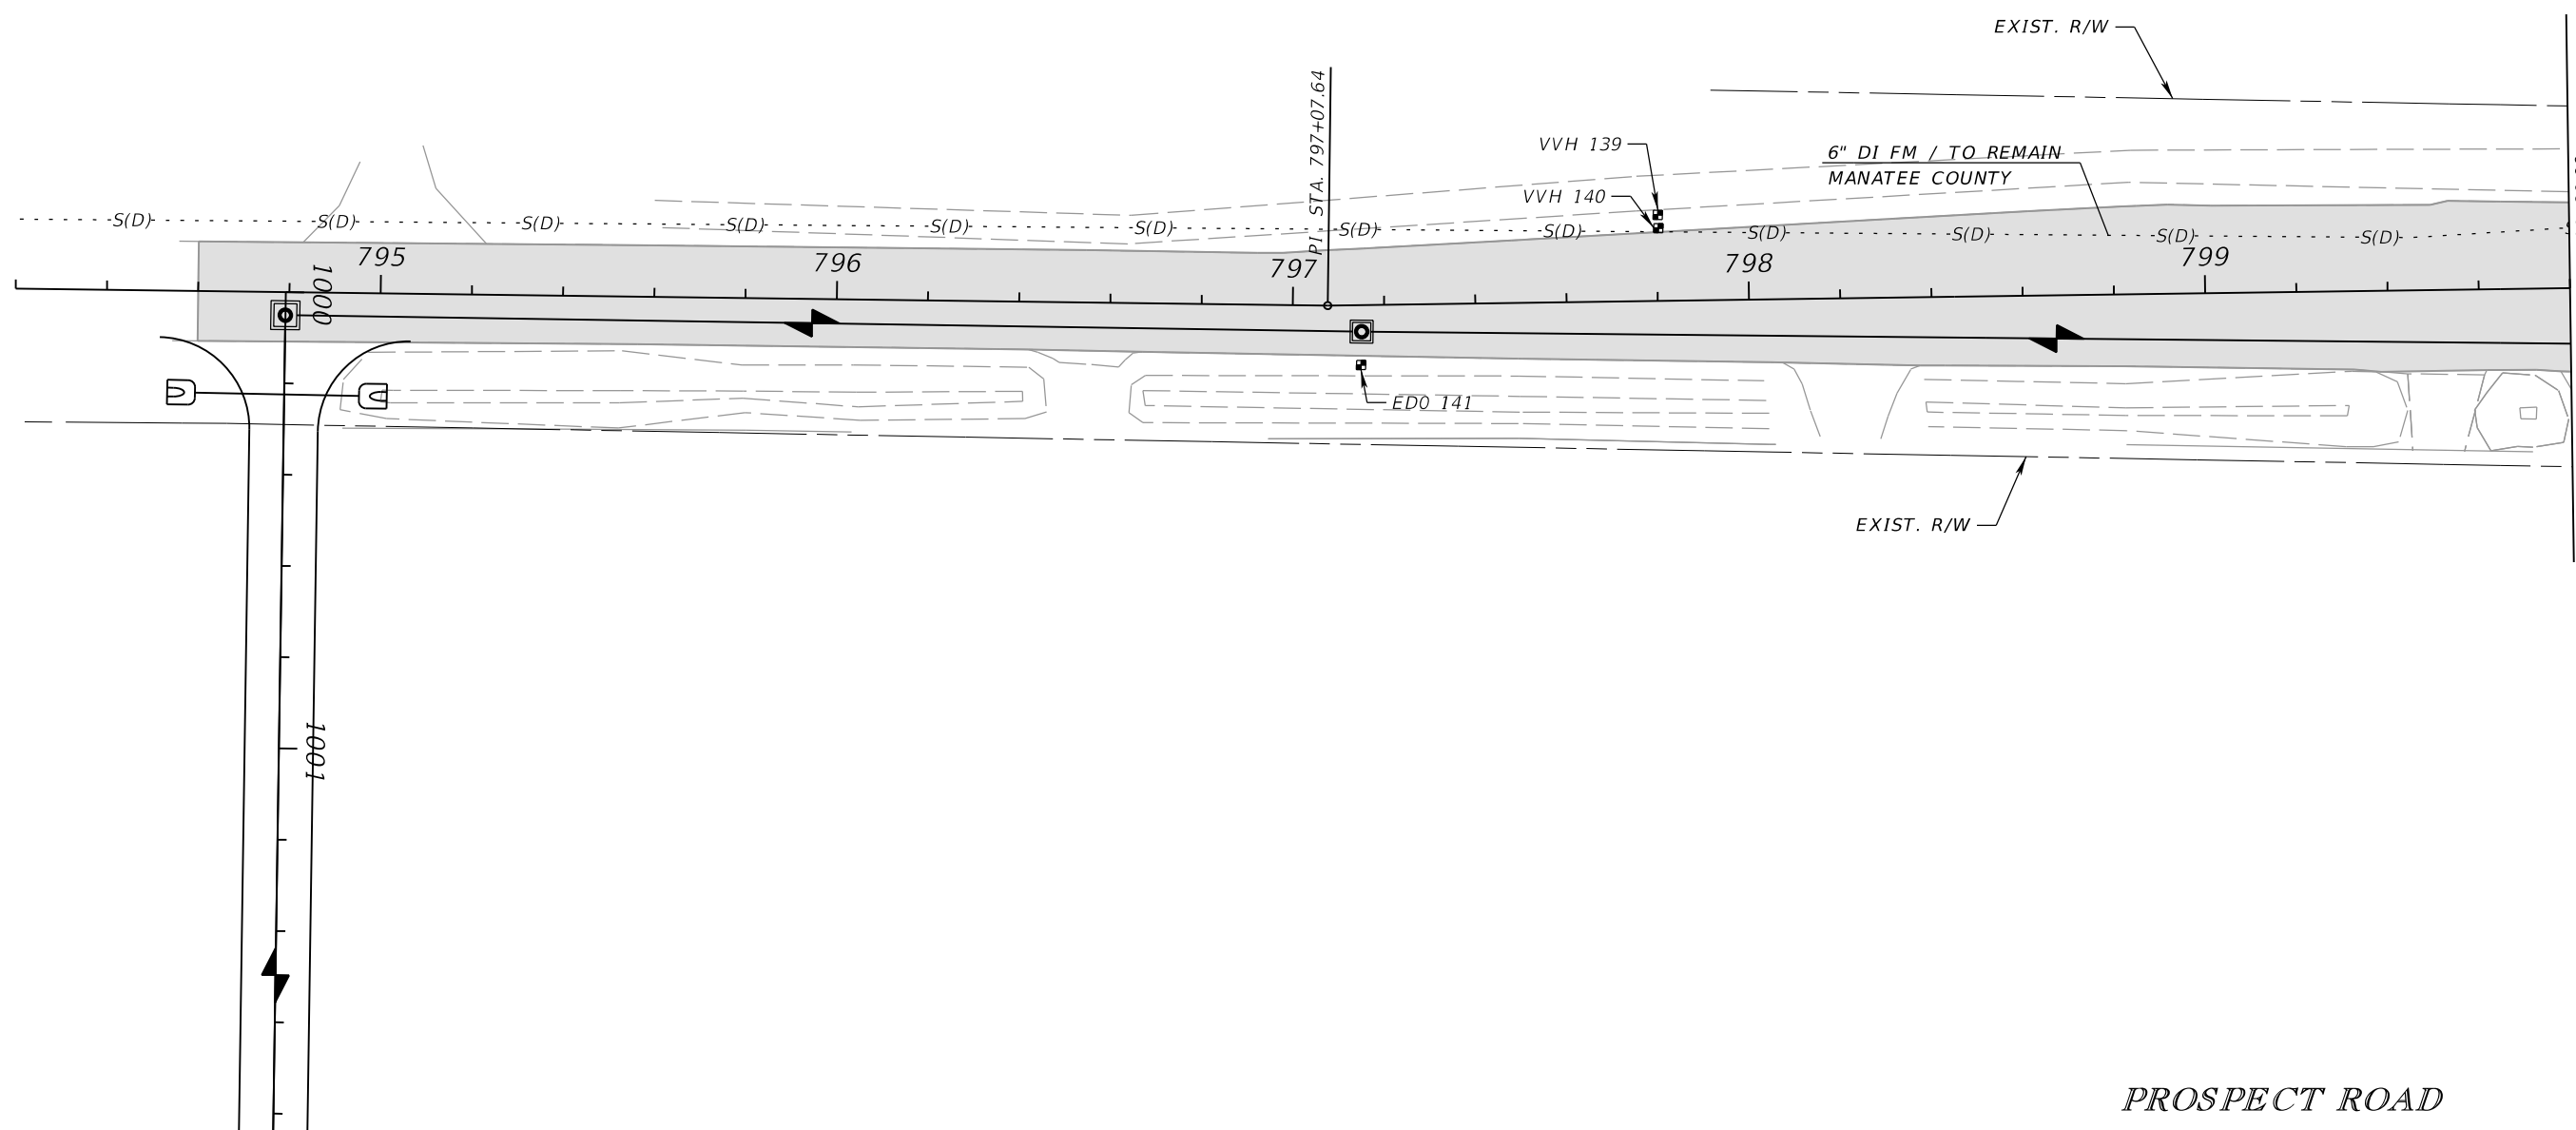 EXIST. R/W
PI STA. 797+07.64
VVH 139
6" DI FM / TO REMAIN
MANATEE COUNTY
VVH 140
S(D) S(D) S(D) S(D) S(D) S(D) S(D) S(D) S(D) S(D) S(D) S(D)
795 796 797 798 799
1000
EDO 141
EXIST. R/W
1001
PROSPECT ROAD